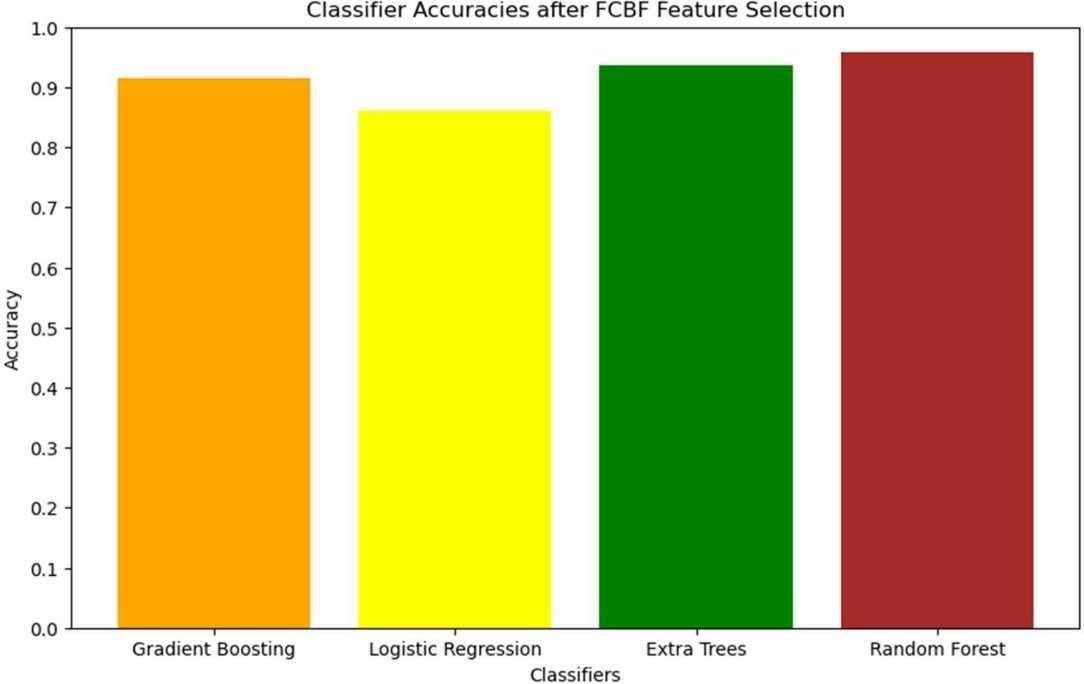 Classifier Accuracies after FCBF Feature Selection
1.0
0.9
0.8
0.7
0.6
0.5
0.4
0.3
0.2
0.1
0.0
Accuracy
Gradient Boosting Logistic Regression Extra Trees Random Forest
Classifiers